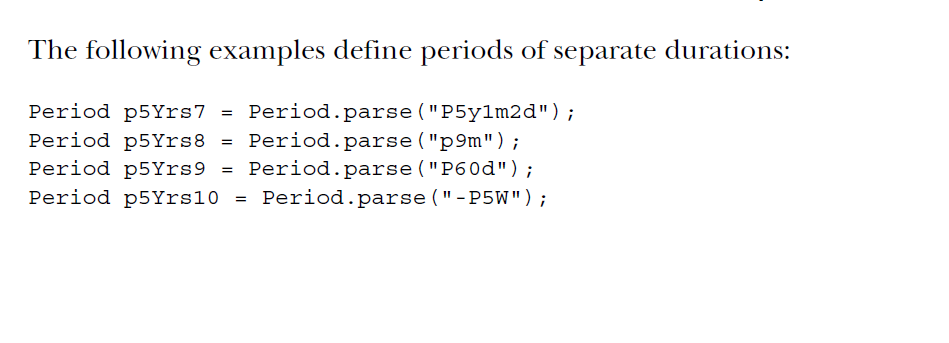 The following examples define periods of separate durations:
Period p5Yrs7 = Period.parse("P5y1m2d");
Period p5Yrs8 = Period.parse("p9m");
Period p5Yrs9 = Period.parse("P60d");
Period p5Yrs10 = Period.parse("-P5W");